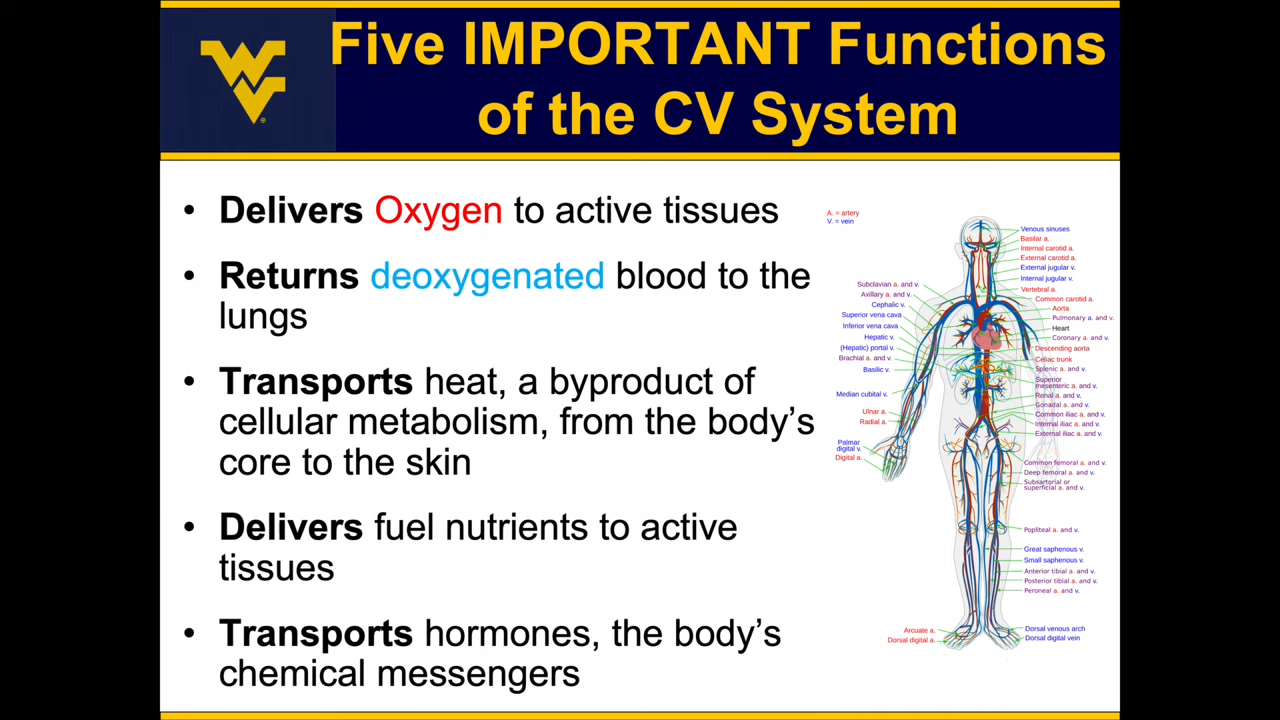 Five IMPORTANT Functions
of the CV System
• Delivers Oxygen to active tissues
• Returns deoxygenated blood to the
lungs
• Transports heat, a byproduct of
cellular metabolism, from the body's
core to the skin
• Delivers fuel nutrients to active
tissues
• Transports hormones, the body's
chemical messengers
A. = artery
V. = vein
Subclavian a. and v.
Axillary a. and v.
Cephalic v.
Superior vena cava
Inferior vena cava
Hepatic v.
(Hepatic) portal v.
Brachial a. and v.
Basilic v.
Median cubital v.
Ulnar a.
Radial a.
Palmar
digital v.
Digital a.
Arcuate a.
Dorsal digital a.
Venous sinuses
Basilar a.
Internal carotid a.
External carotid a.
External jugular v.
Internal jugular v.
Vertebral a.
Common carotid a.
Aorta
Pulmonary a. and v.
Heart
Coronary a. and v.
Descending aorta
Celiac trunk
Splenic a. and v.
Superior
mesenteric a. and v.
Renal a. and v.
Gonadal a. and v.
Common iliac a. and v.
Internal iliac a. and v.
External iliac a. and v.
Common femoral a. and v.
Deep femoral a. and v.
Subsartorial or
superficial a. and v.
Popliteal a. and v.
Great saphenous v.
Small saphenous v.
Anterior tibial a. and v.
Posterior tibial a. and v.
Peroneal a. and v.
Dorsal venous arch
Dorsal digital vein